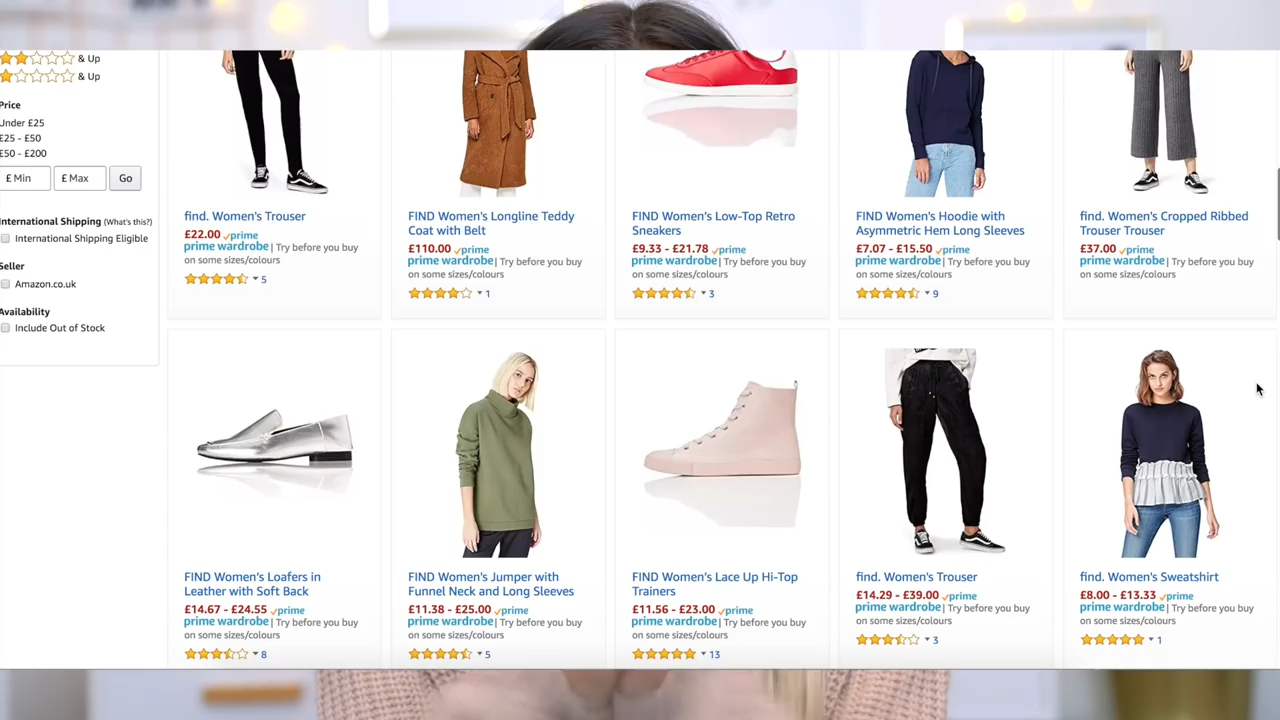 & Up
& Up
Price
Under £25
£25 - £50
£50 - £200
£ Min
£ Max
Go
International Shipping (What's this?)
International Shipping Eligible
Seller
Amazon.co.uk
Availability
Include Out of Stock
find. Women's Trouser
£22.00 prime
prime wardrobe| Try before you buy
on some sizes/colours
5
FIND Women's Longline Teddy
Coat with Belt
£110.00 prime
prime wardrobe| Try before you buy
on some sizes/colours
1
FIND Women's Low-Top Retro
Sneakers
£9.33 - £21.78 prime
prime wardrobe| Try before you buy
on some sizes/colours
3
FIND Women's Hoodie with
Asymmetric Hem Long Sleeves
£7.07 - £15.50 prime
prime wardrobe| Try before you buy
on some sizes/colours
9
find. Women's Cropped Ribbed
Trouser Trouser
£37.00 prime
prime wardrobe| Try before you buy
on some sizes/colours
FIND Women's Loafers in
Leather with Soft Back
£14.67 - £24.55 prime
prime wardrobe| Try before you buy
on some sizes/colours
8
FIND Women's Jumper with
Funnel Neck and Long Sleeves
£11.38 - £25.00 prime
prime wardrobe| Try before you buy
on some sizes/colours
5
FIND Women's Lace Up Hi-Top
Trainers
£11.56 - £23.00 prime
prime wardrobe| Try before you buy
on some sizes/colours
13
find. Women's Trouser
£14.29 - £39.00 prime
prime wardrobe| Try before you buy
on some sizes/colours
3
find. Women's Sweatshirt
£8.00 - £13.33 prime
prime wardrobe| Try before you buy
on some sizes/colours
1